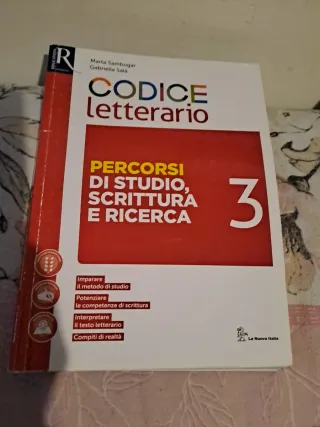 Marta Sambugar
Gabriella Salà
CODICE
letterario
PERCORSI
DI STUDIO,
SCRITTURA
E RICERCA
3
Imparare
il metodo di studio
Potenziare
le competenze di scrittura
Interpretare
il testo letterario
Compiti di realtà
La Nuova Italia